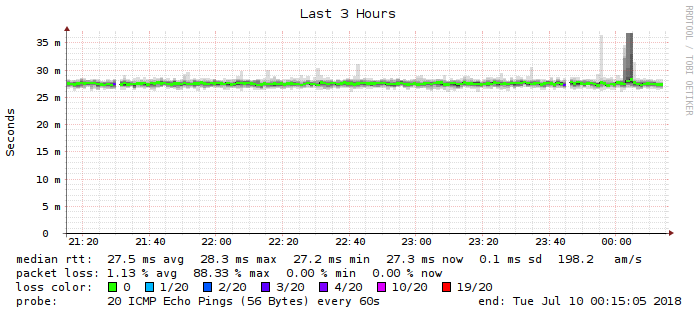 Last 3 Hours
RRDTOOL / TOBI OETIKER
Seconds
35 m
30 m
25 m
20 m
15 m
10 m
5 m
0
21:20 21:40 22:00 22:20 22:40 23:00 23:20 23:40 00:00
median rtt: 27.5 ms avg 28.3 ms max 27.2 ms min 27.3 ms now 0.1 ms sd 198.2 am/s
packet loss: 1.13 % avg 88.33 % max 0.00 % min 0.00 % now
loss color: 0 1/20 2/20 3/20 4/20 10/20 19/20
probe: 20 ICMP Echo Pings (56 Bytes) every 60s end: Tue Jul 10 00:15:05 2018